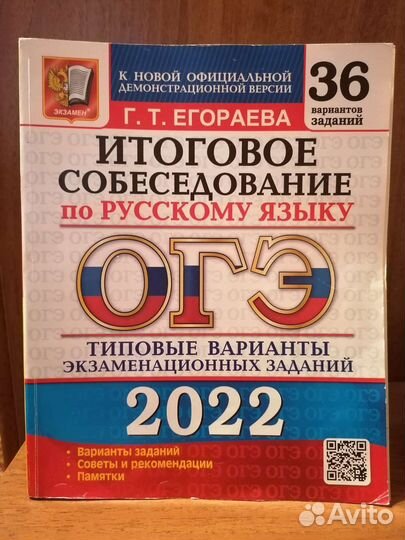 К НОВОЙ ОФИЦИАЛЬНОЙ
ДЕМОНСТРАЦИОННОЙ ВЕРСИИ
36
вариантов
заданий
ЭКЗАМЕН
Г. Т. ЕГОРАЕВА
ИТОГОВОЕ
СОБЕСЕДОВАНИЕ
по РУССКОМУ ЯЗЫКУ
ОГЭ
ТИПОВЫЕ ВАРИАНТЫ
ЭКЗАМЕНАЦИОННЫХ ЗАДАНИЙ
2022
• Варианты заданий
• Советы и рекомендации
• Памятки
Avito